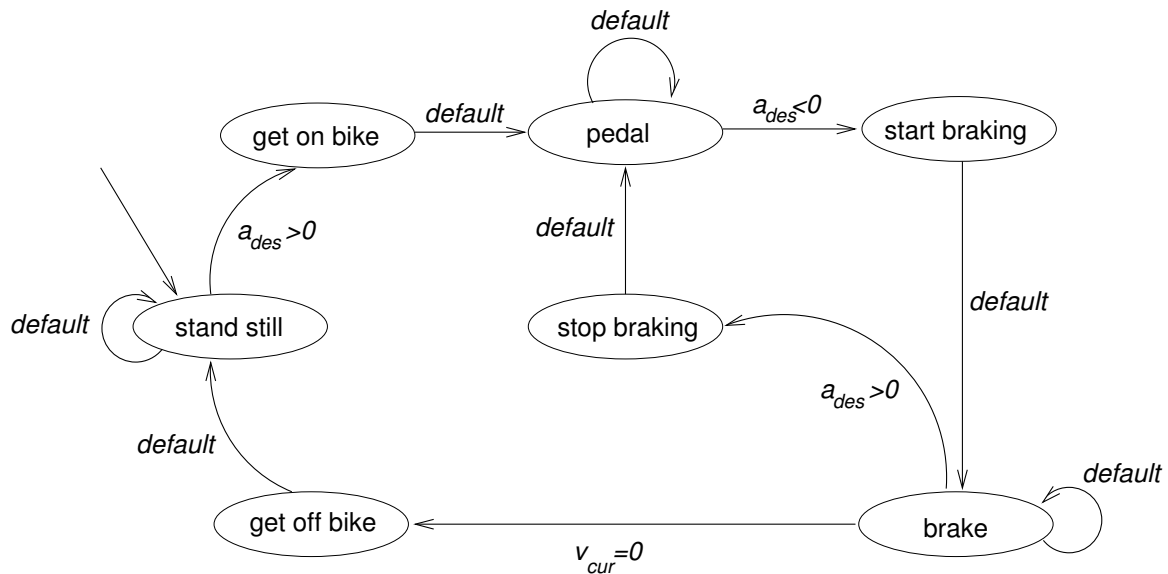 default
get on bike
default
pedal
a_des<0
start braking
a_des>0
default
default
default
stand still
stop braking
a_des>0
default
default
get off bike
brake
v_cur=0